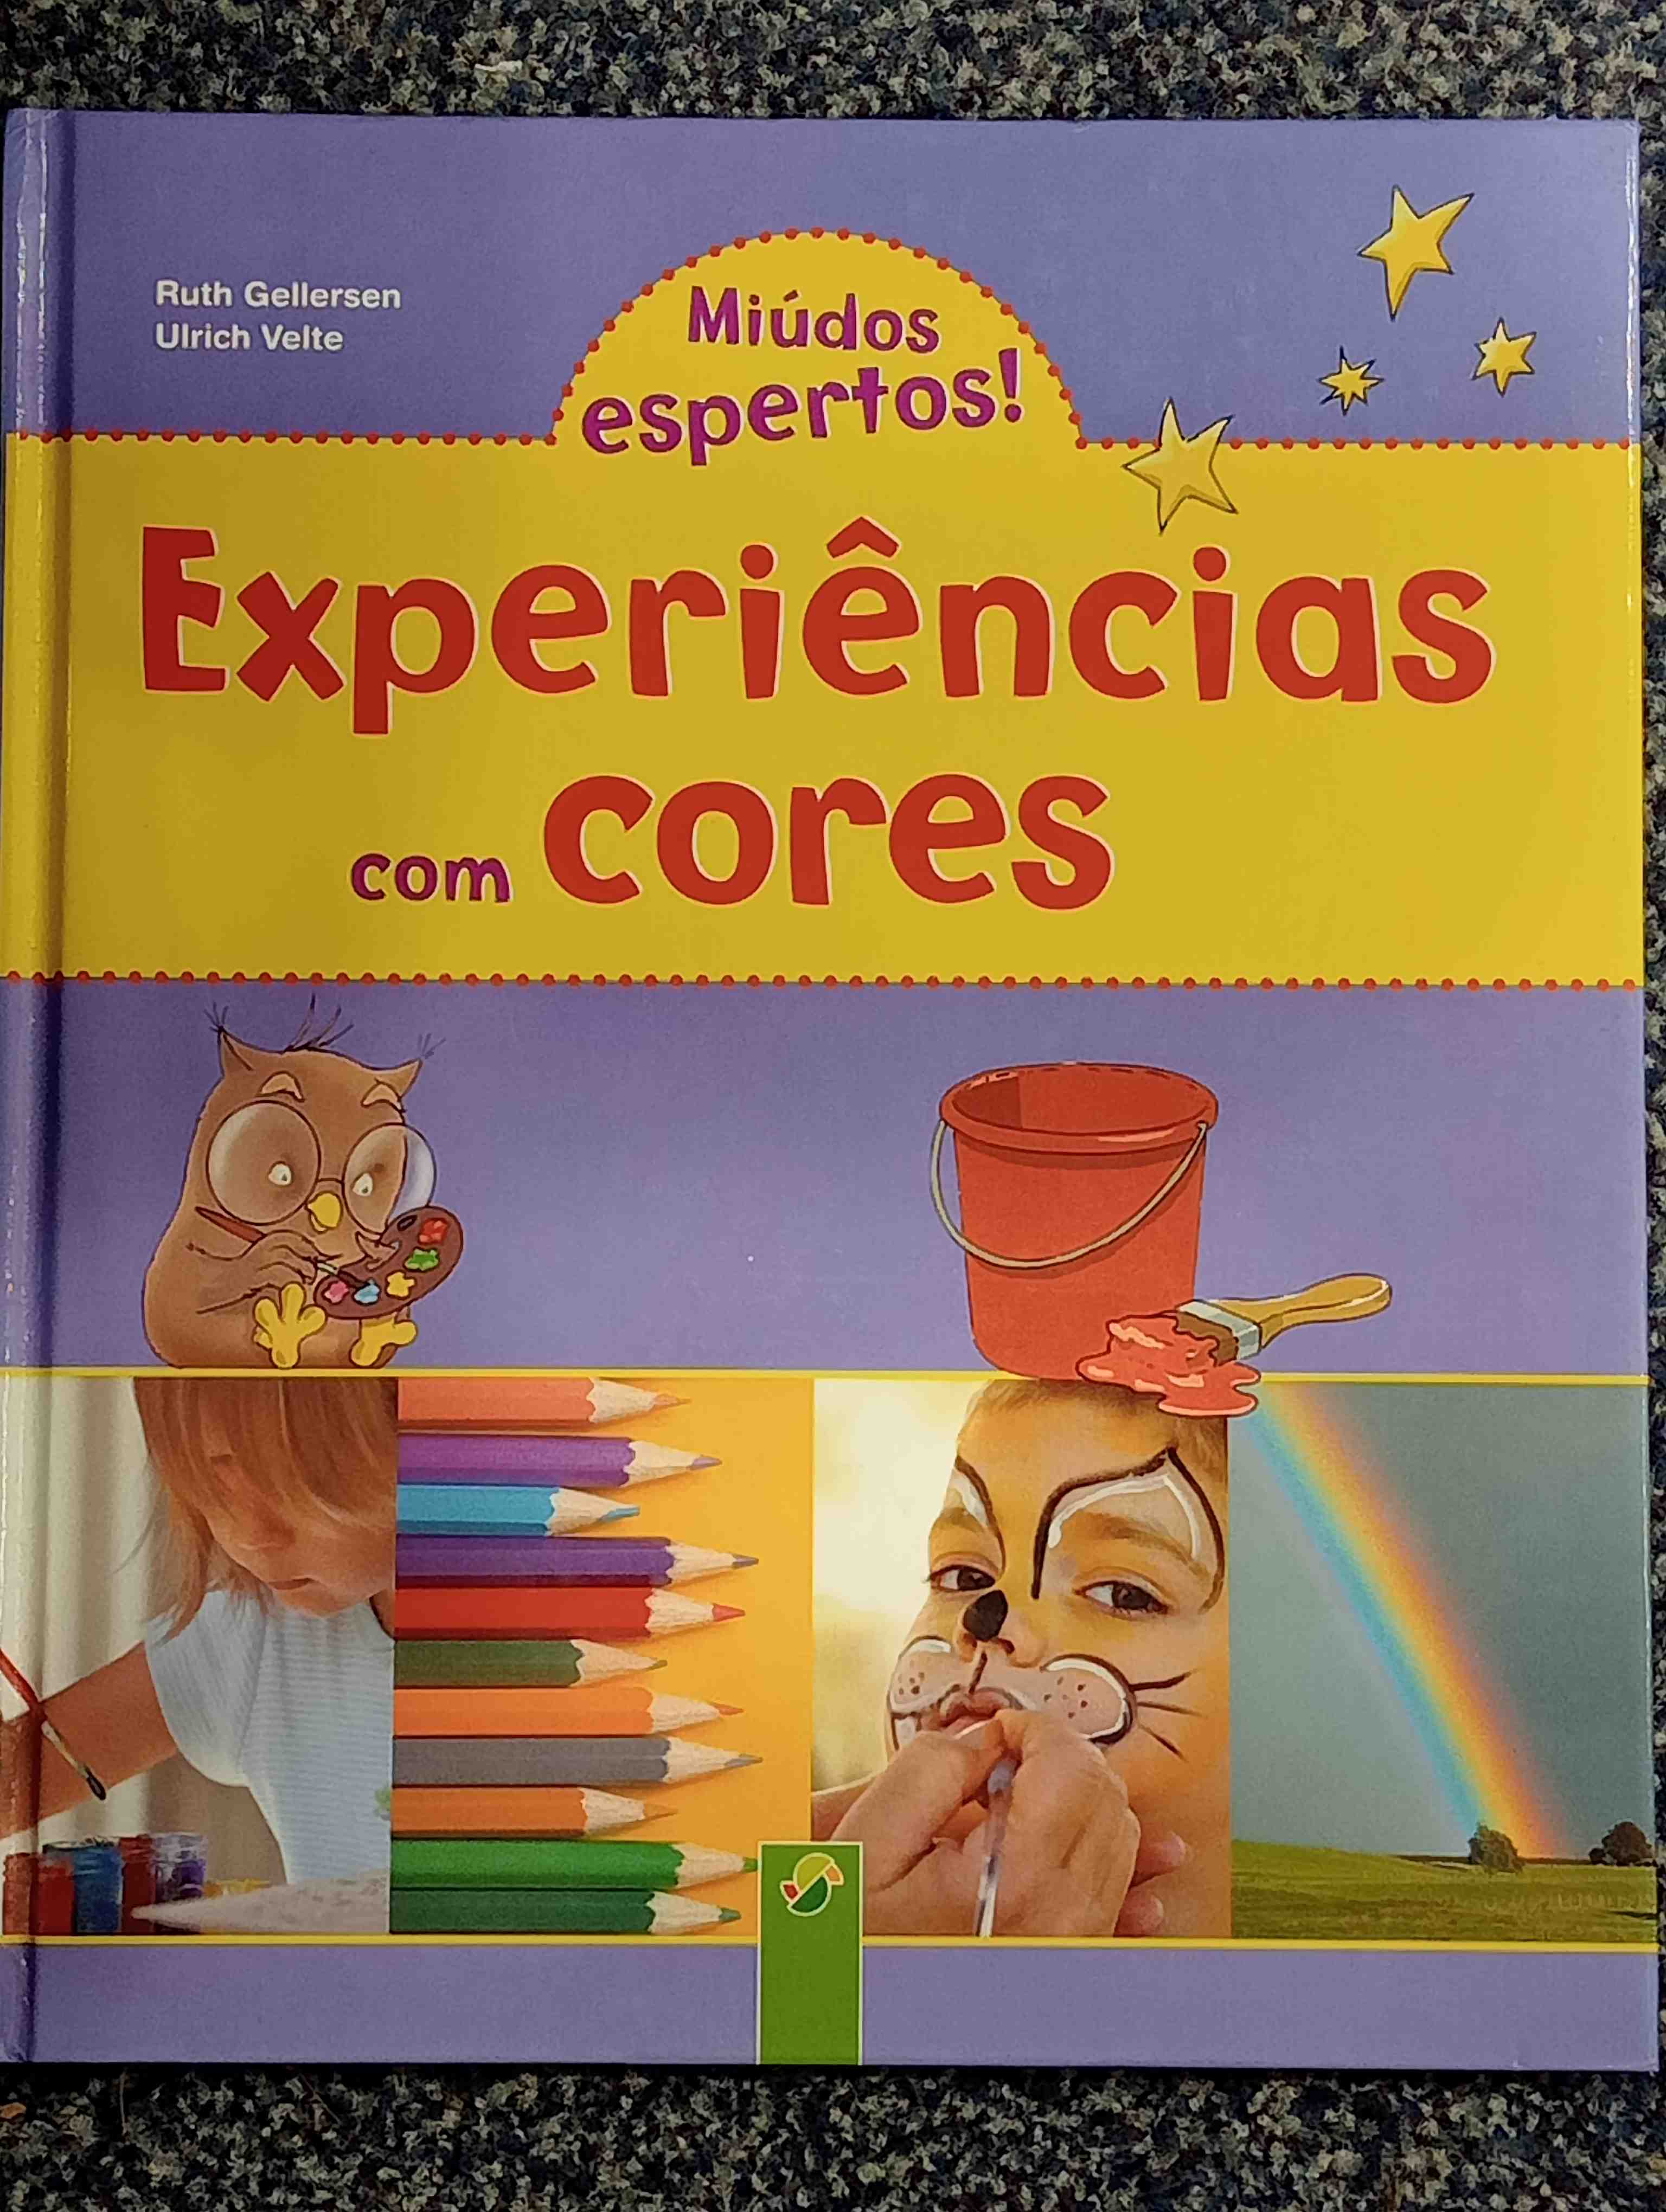 Ruth Gellersen
Ulrich Velte
Miúdos
espertos!
Experiências
com cores